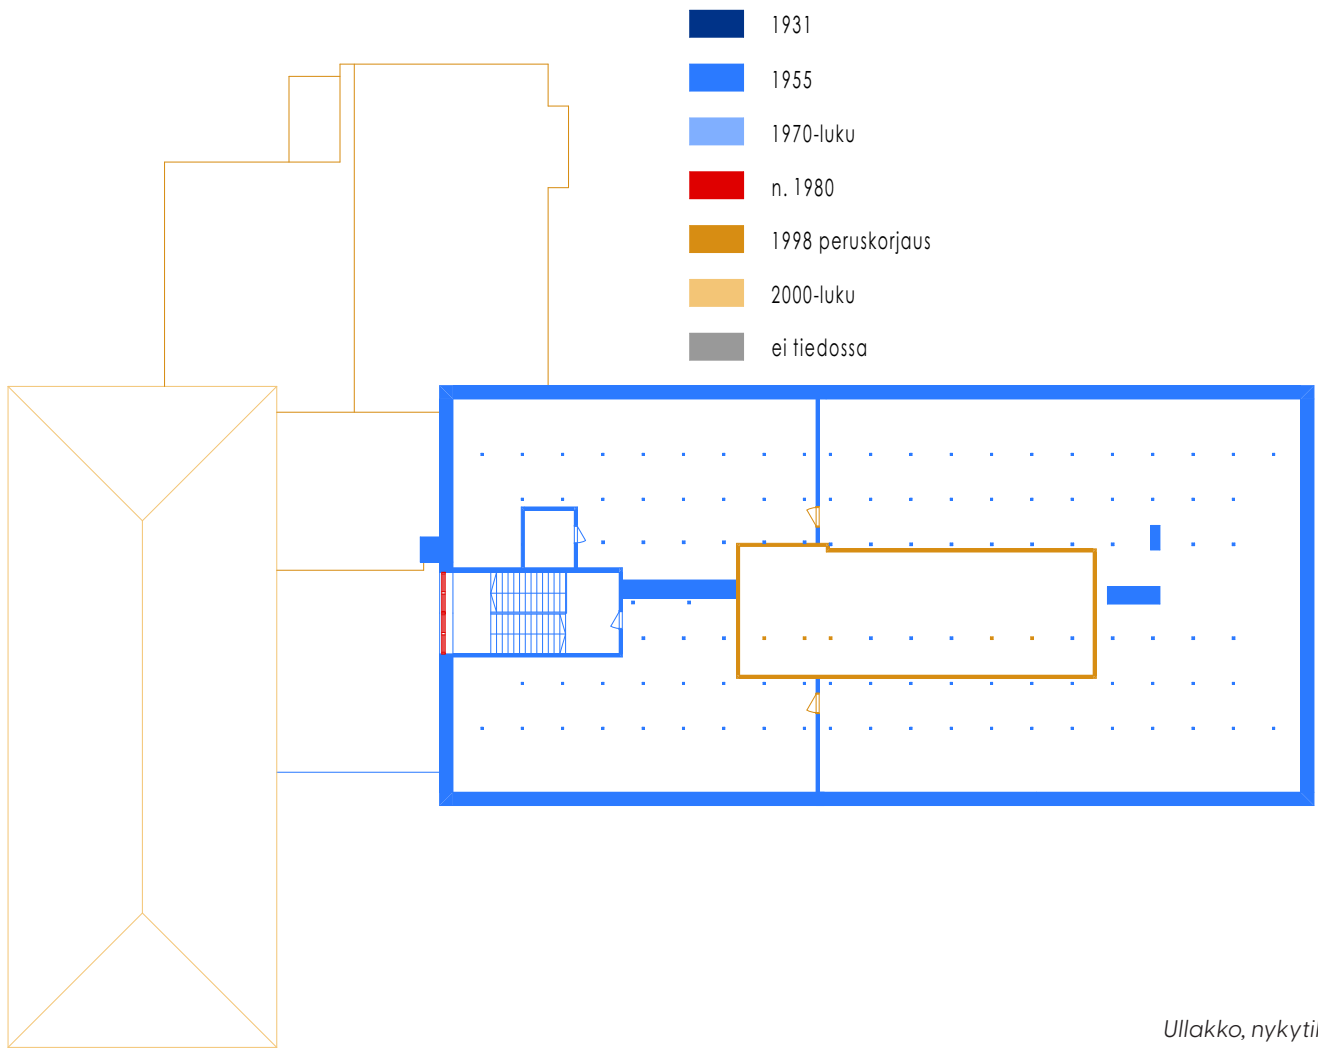 1931
1955
1970-luku
n. 1980
1998 peruskorjaus
2000-luku
ei tiedossa
Ullakko,